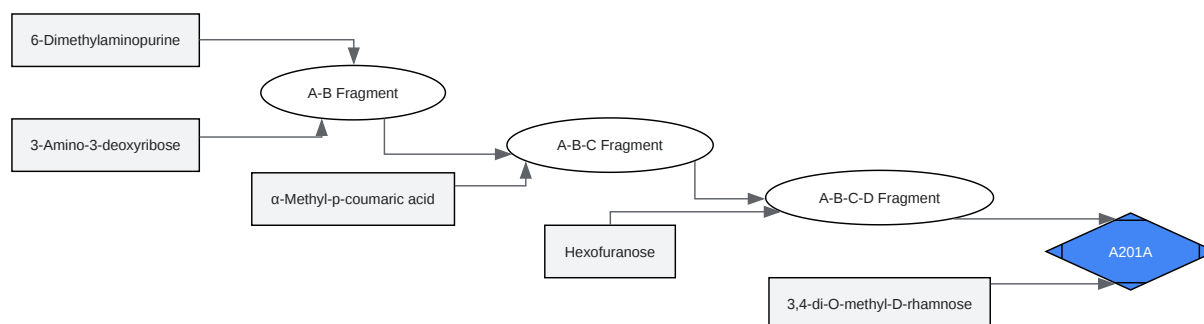 6-Dimethylaminopurine
A-B Fragment
3-Amino-3-deoxyribose
A-B-C Fragment
α-Methyl-p-coumaric acid
A-B-C-D Fragment
Hexofuranose
A201A
3,4-di-O-methyl-D-rhamnose